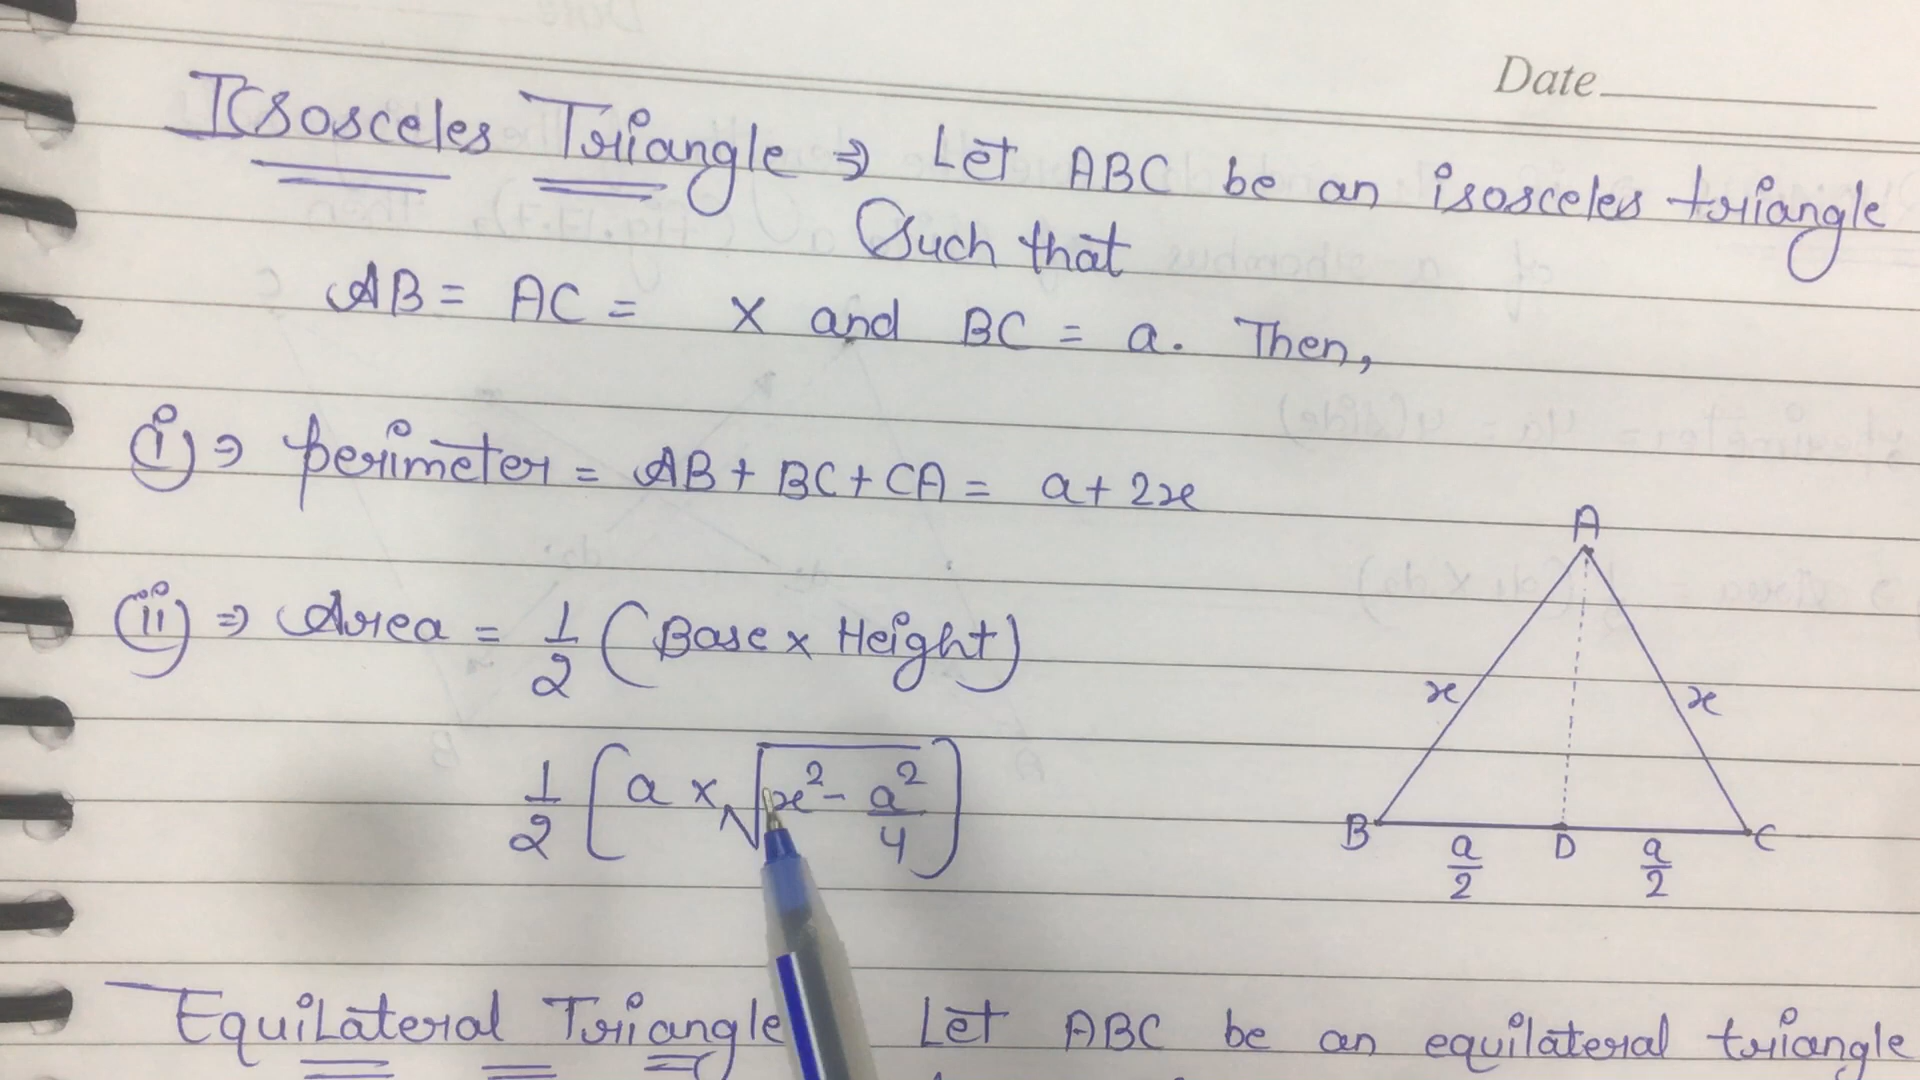 Date
Isosceles Triangle ⇒ Let ABC be an isosceles triangle
Such that
AB = AC = x and BC = a. Then,
(i) ⇒ perimeter = AB + BC + CA = a + 2x
(ii) ⇒ Area = 1/2 (Base × Height)
1/2 [a × √(x² - a²/4)]
A
x x
B a/2 D a/2 C
Equilateral Triangle Let ABC be an equilateral triangle